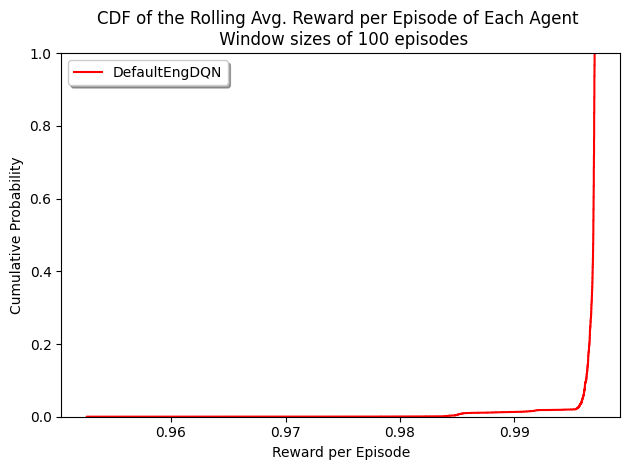 CDF of the Rolling Avg. Reward per Episode of Each Agent
Window sizes of 100 episodes
DefaultEngDQN
Cumulative Probability
1.0
0.8
0.6
0.4
0.2
0.0
0.96 0.97 0.98 0.99
Reward per Episode